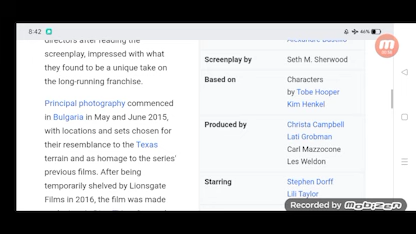 8:42
46%
directors after reading the
screenplay, impressed with what
they found to be a unique take on
the long-running franchise.
Principal photography commenced
in Bulgaria in May and June 2015,
with locations and sets chosen for
their resemblance to the Texas
terrain and as homage to the series'
previous films. After being
temporarily shelved by Lionsgate
Films in 2016, the film was made
Alexandre Bustillo
Screenplay by Seth M. Sherwood
Based on Characters
by Tobe Hooper
Kim Henkel
Produced by Christa Campbell
Lati Grobman
Carl Mazzocone
Les Weldon
Starring Stephen Dorff
Lili Taylor
Recorded by mobizen